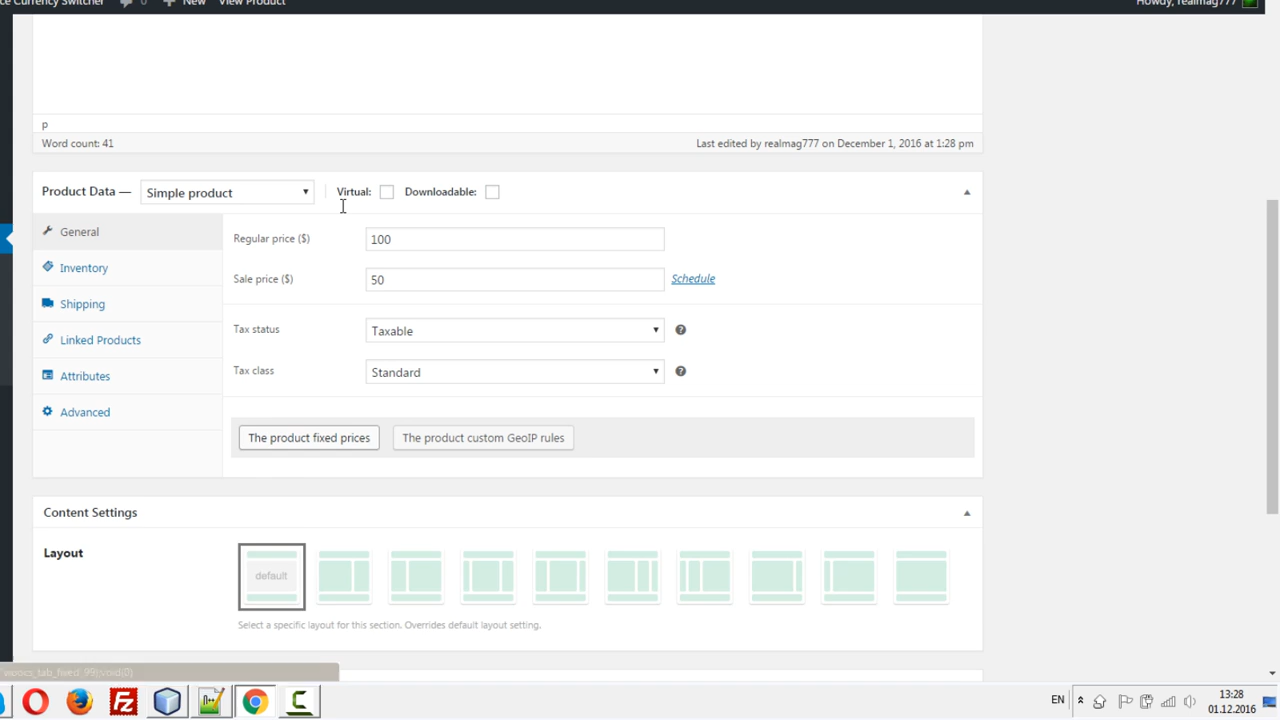 ce Currency Switcher 0 New View Product Howdy, realmag777
p
Word count: 41 Last edited by realmag777 on December 1, 2016 at 1:28 pm
Product Data — Simple product Virtual: Downloadable:
General
Inventory
Shipping
Linked Products
Attributes
Advanced
Regular price ($) 100
Sale price ($) 50 Schedule
Tax status Taxable ?
Tax class Standard ?
The product fixed prices The product custom GeoIP rules
Content Settings
Layout
default
Select a specific layout for this section. Overrides default layout setting.
'woocs_tab_fixed',99);void(0)
EN 13:28
01.12.2016